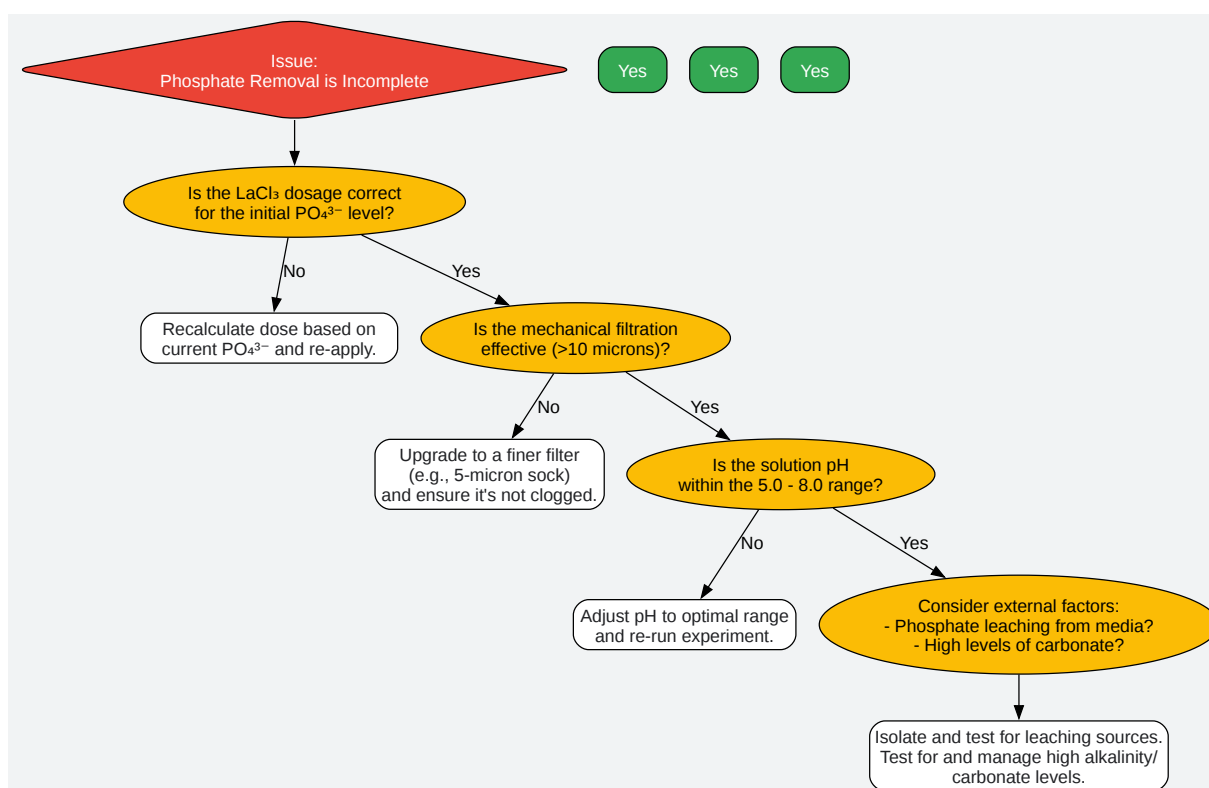 Issue:
Phosphate Removal is Incomplete
Yes
Yes
Yes
Is the LaCl₃ dosage correct
for the initial PO₄³⁻ level?
No
Yes
Recalculate dose based on
current PO₄³⁻ and re-apply.
Is the mechanical filtration
effective (>10 microns)?
No
Yes
Upgrade to a finer filter
(e.g., 5-micron sock)
and ensure it's not clogged.
Is the solution pH
within the 5.0 - 8.0 range?
No
Yes
Adjust pH to optimal range
and re-run experiment.
Consider external factors:
- Phosphate leaching from media?
- High levels of carbonate?
Isolate and test for leaching sources.
Test for and manage high alkalinity/
carbonate levels.